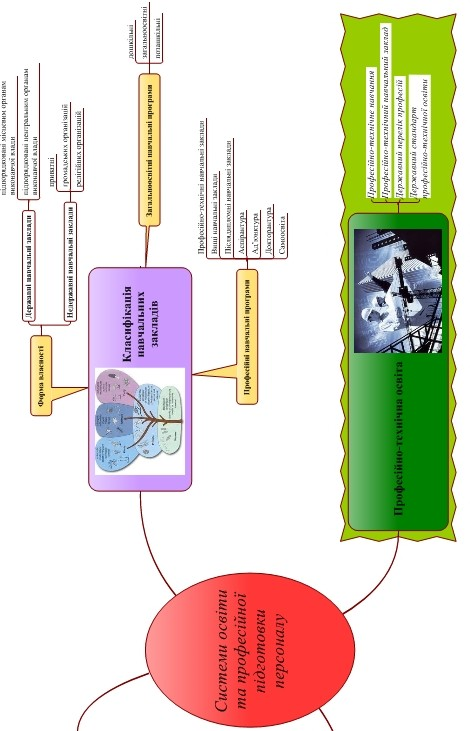 Системи освіти
та професійної
підготовки
персоналу
Класифікація
навчальних
закладів
Форма власності
Державні навчальні заклади
підпорядковані місцевим органам
виконавчої влади
підпорядковані центральним органам
виконавчої влади
Недержавні навчальні заклади
приватні
громадських організацій
релігійних організацій
Загальноосвітні навчальні програми
дошкільні
загальноосвітні
позашкільні
Професійні навчальні програми
Професійно-технічні навчальні заклади
Вищі навчальні заклади
Післядипломні навчальні заклади
Аспірантура
Ад'юнктура
Докторантура
Самоосвіта
Професійно-технічна освіта
Професійно-технічне навчання
Професійно-технічний навчальний заклад
Державний перелік професій
Державний стандарт
професійно-технічної освіти